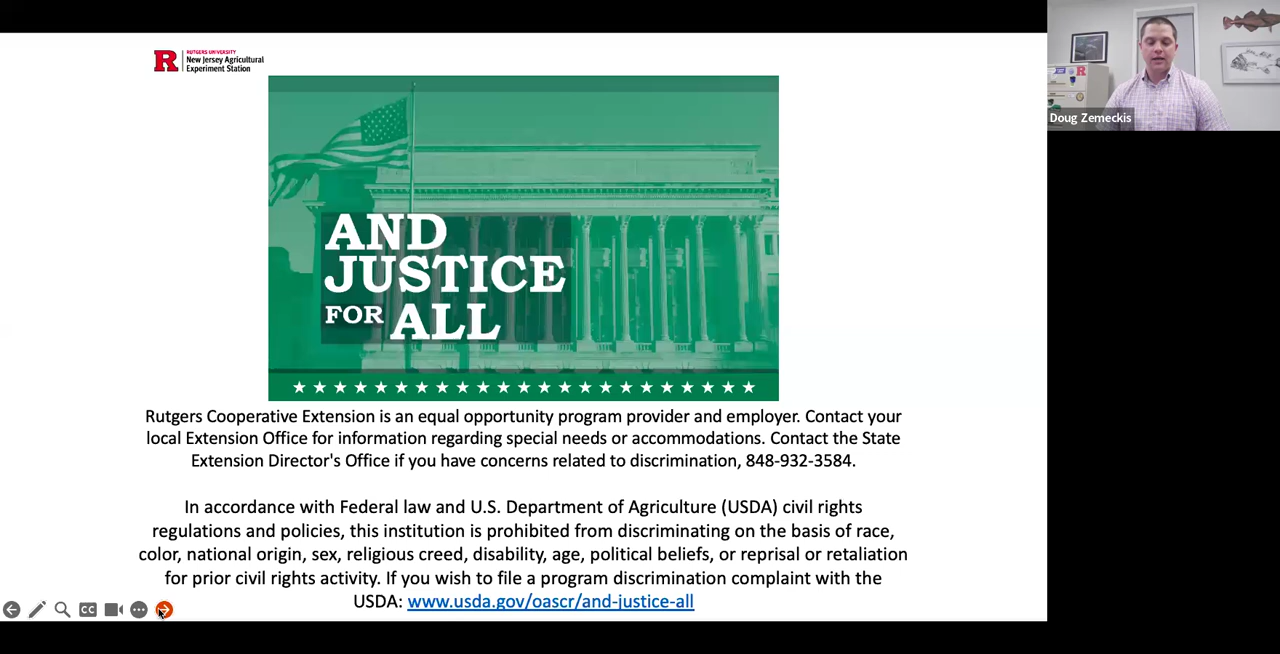 RUTGERS UNIVERSITY
New Jersey Agricultural
Experiment Station
R
AND
JUSTICE
FOR ALL
Rutgers Cooperative Extension is an equal opportunity program provider and employer. Contact your
local Extension Office for information regarding special needs or accommodations. Contact the State
Extension Director's Office if you have concerns related to discrimination, 848-932-3584.
In accordance with Federal law and U.S. Department of Agriculture (USDA) civil rights
regulations and policies, this institution is prohibited from discriminating on the basis of race,
color, national origin, sex, religious creed, disability, age, political beliefs, or reprisal or retaliation
for prior civil rights activity. If you wish to file a program discrimination complaint with the
USDA: www.usda.gov/oascr/and-justice-all
CC
R
Doug Zemeckis